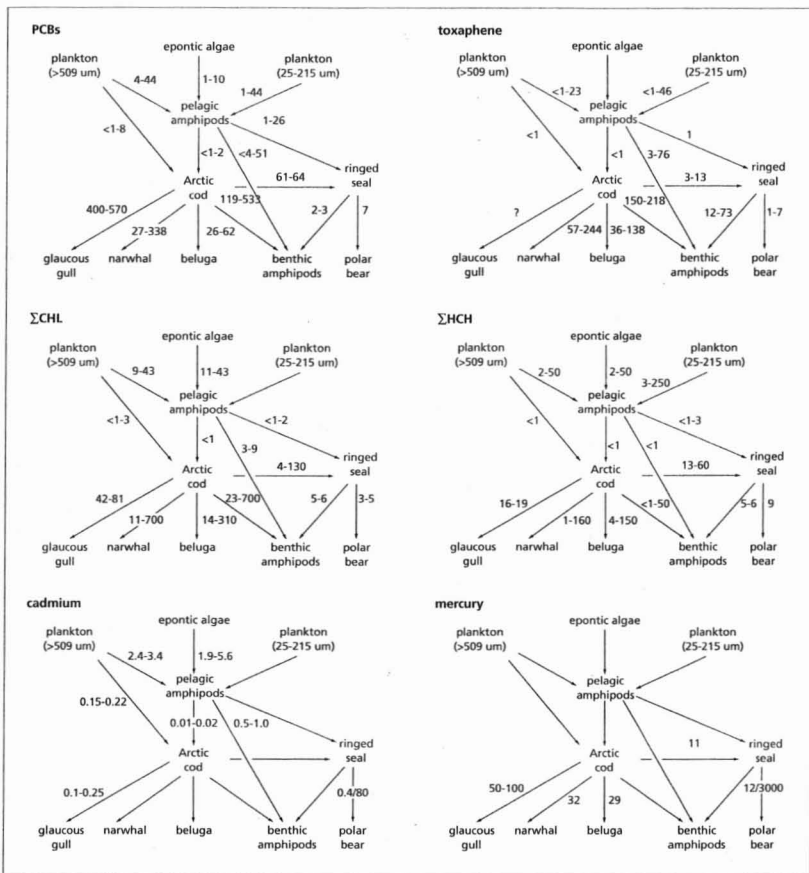 PCBs
epontic algae
plankton
(>509 um)
plankton
(25-215 um)
4-44
1-10
1-44
pelagic
amphipods
1-26
<1-8
<1-2
<4-51
Arctic
cod
61-64
ringed
seal
400-570
119-533
27-338
26-62
2-3
7
glaucous
gull
narwhal
beluga
benthic
amphipods
polar
bear
toxaphene
epontic algae
plankton
(>509 um)
plankton
(25-215 um)
<1-23
<1-46
pelagic
amphipods
1
<1
<1
3-76
Arctic
cod
3-13
ringed
seal
?
150-218
57-244
36-138
12-73
1-7
glaucous
gull
narwhal
beluga
benthic
amphipods
polar
bear
ΣCHL
epontic algae
plankton
(>509 um)
plankton
(25-215 um)
9-43
11-43
pelagic
amphipods
<1-2
<1-3
<1
3-9
Arctic
cod
4-130
ringed
seal
42-81
23-700
11-700
14-310
5-6
3-5
glaucous
gull
narwhal
beluga
benthic
amphipods
polar
bear
ΣHCH
epontic algae
plankton
(>509 um)
plankton
(25-215 um)
2-50
2-50
3-250
pelagic
amphipods
<1-3
<1
<1
<1
Arctic
cod
13-60
ringed
seal
16-19
<1-50
1-160
4-150
5-6
9
glaucous
gull
narwhal
beluga
benthic
amphipods
polar
bear
cadmium
epontic algae
plankton
(>509 um)
plankton
(25-215 um)
2.4-3.4
1.9-5.6
pelagic
amphipods
0.15-0.22
0.01-0.02
0.5-1.0
Arctic
cod
ringed
seal
0.1-0.25
0.4/80
glaucous
gull
narwhal
beluga
benthic
amphipods
polar
bear
mercury
epontic algae
plankton
(>509 um)
plankton
(25-215 um)
pelagic
amphipods
Arctic
cod
11
ringed
seal
50-100
32
29
12/3000
glaucous
gull
narwhal
beluga
benthic
amphipods
polar
bear